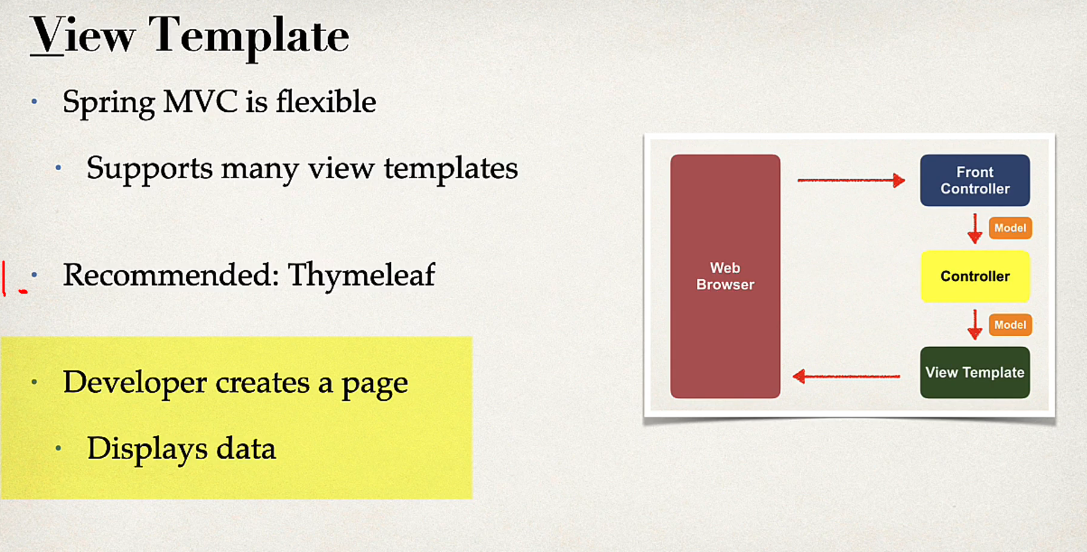 View Template
• Spring MVC is flexible
• Supports many view templates
• Recommended: Thymeleaf
• Developer creates a page
• Displays data
Web
Browser
Front
Controller
Model
Controller
Model
View Template